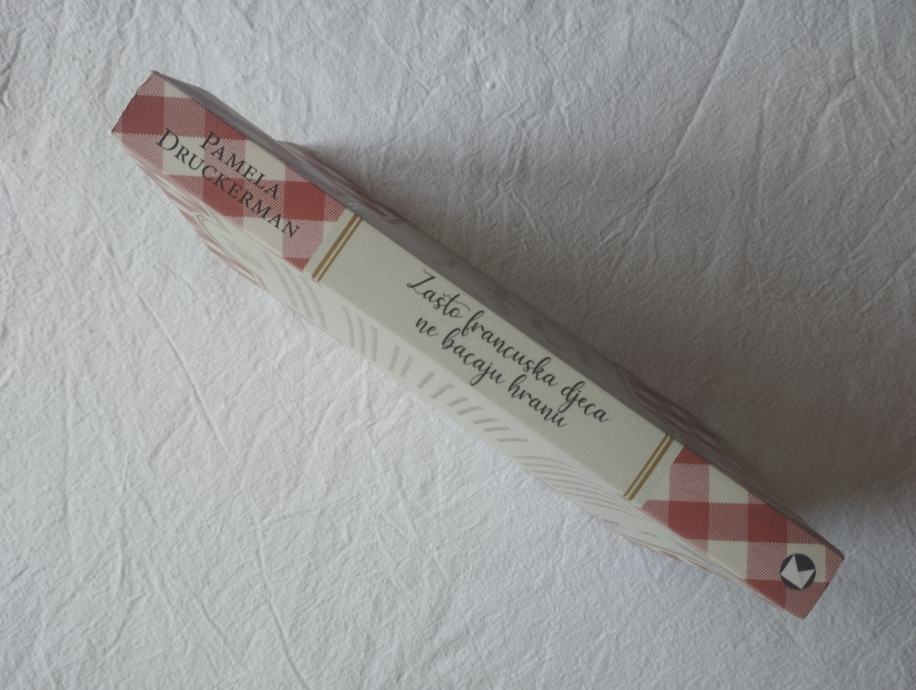 PAMELA
DRUCKERMAN
Zašto francuska djeca
ne bacaju hranu